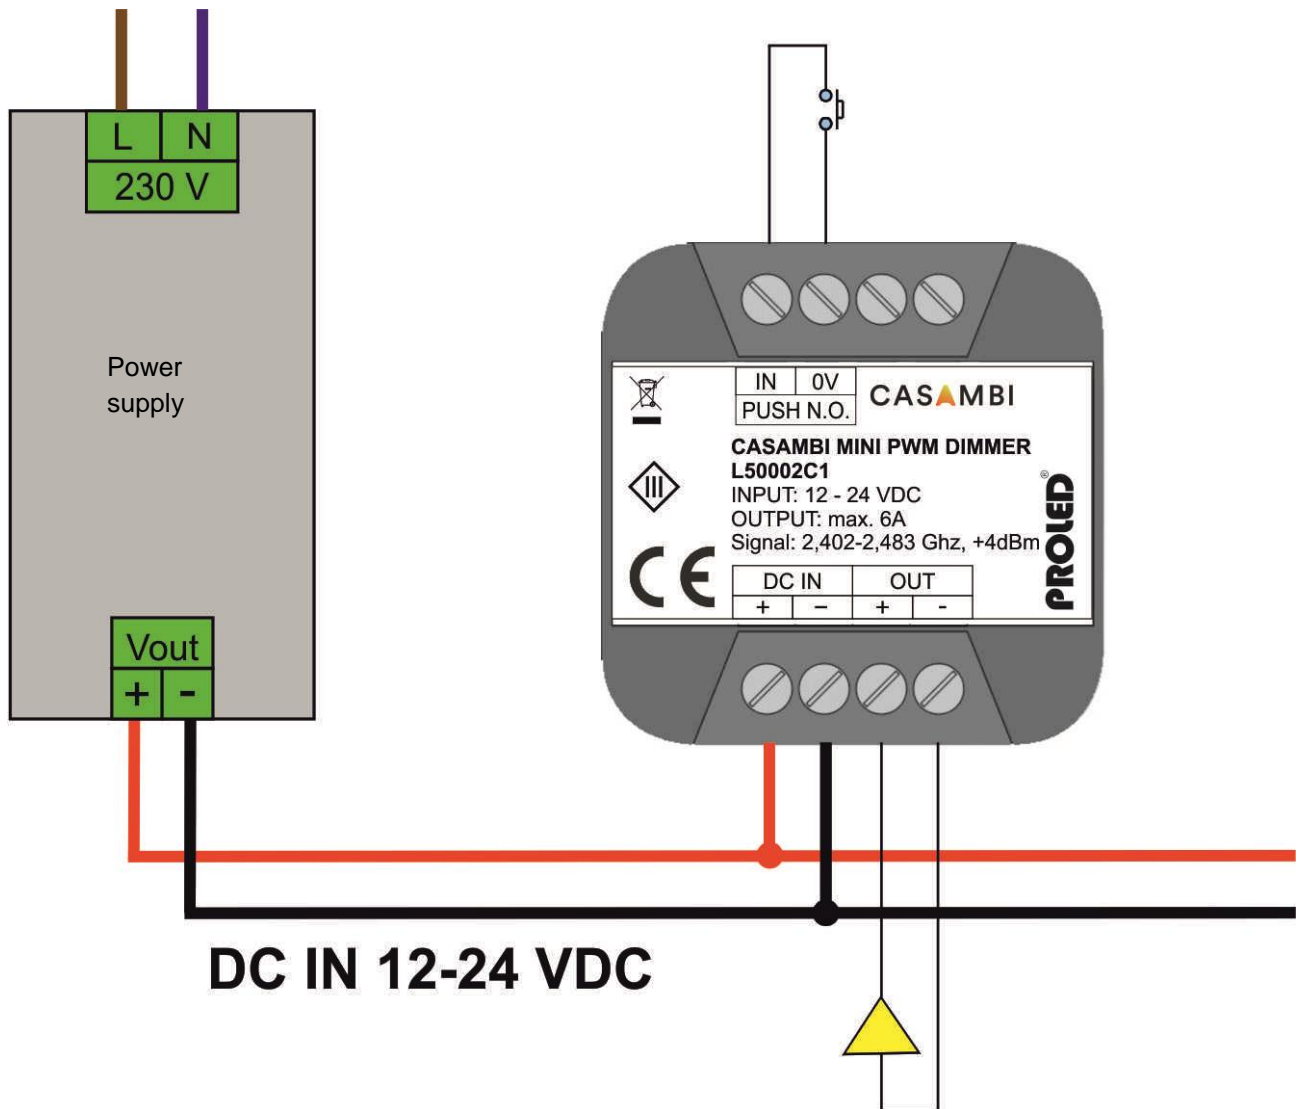 L N
230 V
Power
supply
Vout
+ -
IN 0V
PUSH N.O.
CASAMBI
CASAMBI MINI PWM DIMMER
L50002C1
INPUT: 12 - 24 VDC
OUTPUT: max. 6A
Signal: 2,402-2,483 Ghz, +4dBm
PROLED®
III
CE
DC IN OUT
+ − + -
DC IN 12-24 VDC